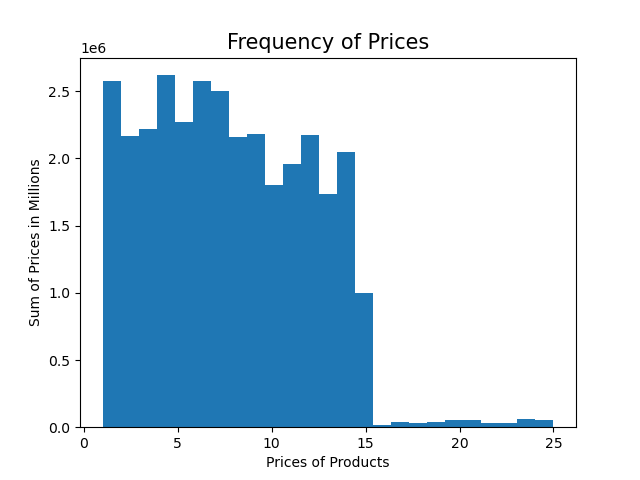 Frequency of Prices
1e6
2.5
2.0
1.5
1.0
0.5
0.0
Sum of Prices in Millions
0 5 10 15 20 25
Prices of Products